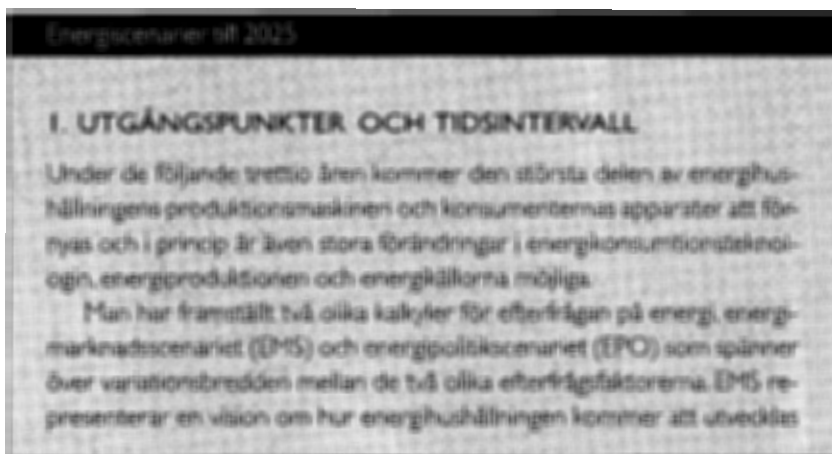 Energiscenarier till 2025
1. UTGÅNGSPUNKTER OCH TIDSINTERVALL
Under de följande trettio åren kommer den största delen av energihus-
hållningens produktionsmaskineri och konsumenternas apparater att för-
nyas och i princip är även stora förändringar i energikonsumtionsteknol-
ogin, energiproduktionen och energikällorna möjliga.
Man har framställt två olika kalkyler för efterfrågan på energi, energi-
marknadsscenariet (EMS) och energipolitikscenariet (EPO) som spänner
över variationsbredden mellan de två olika efterfrågsfaktorerna. EMS re-
presenterar en vision om hur energihushållningen kommer att utvecklas